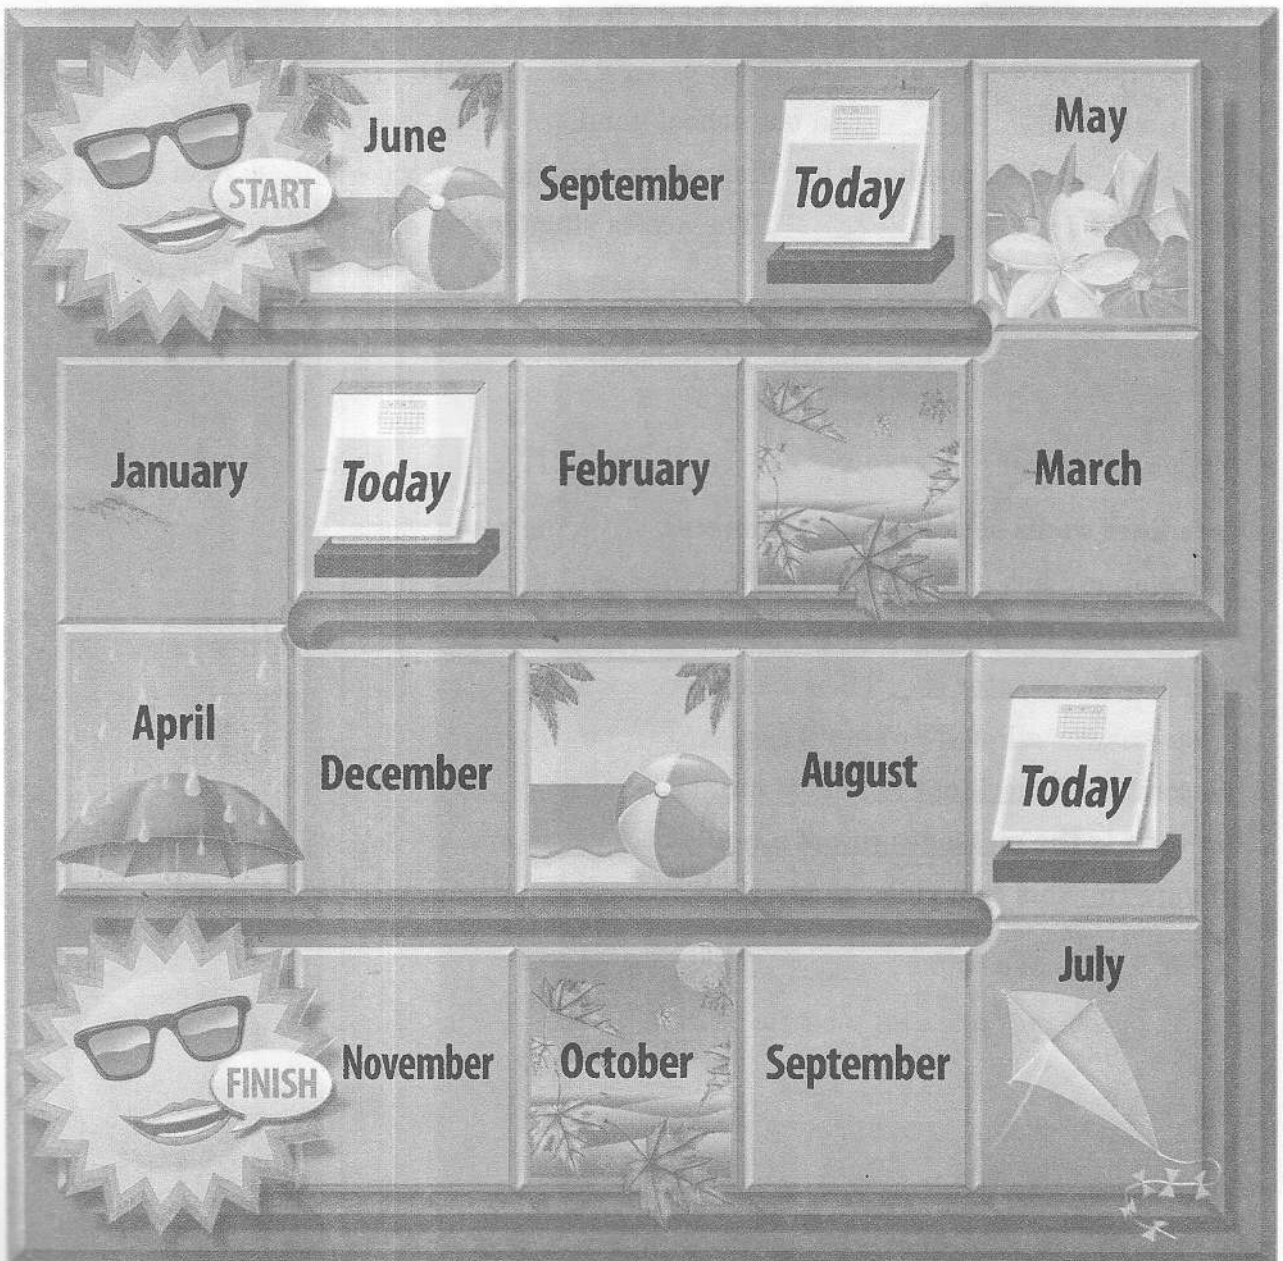 START
June
September
Today
May
January
Today
February
March
April
December
August
Today
FINISH
November
October
September
July